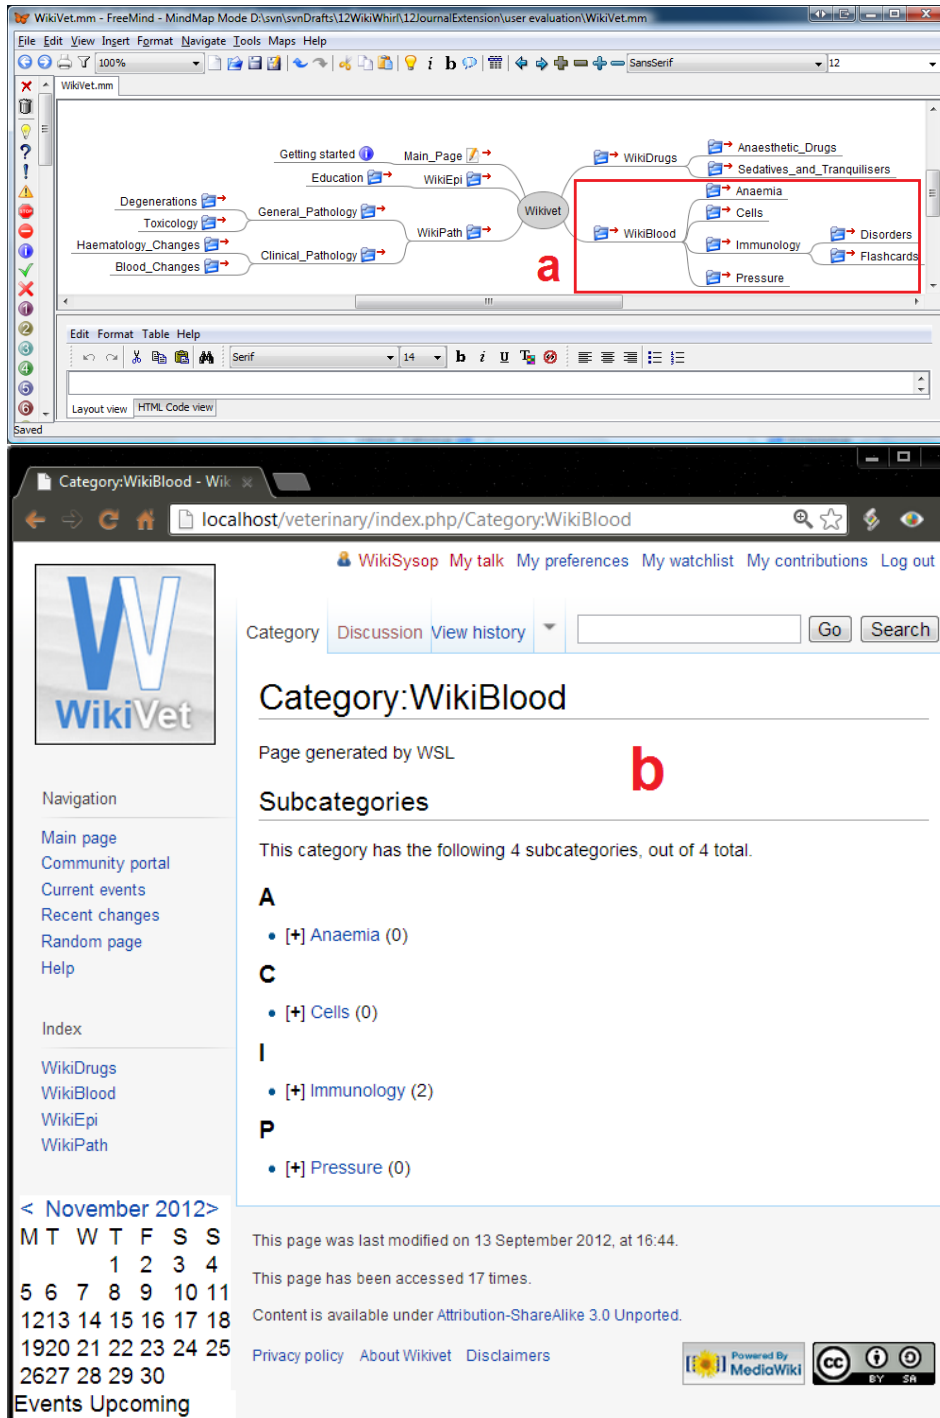 WikiVet.mm - FreeMind - MindMap Mode D:\svn\svnDrafts\12WikiWhirl\12JournalExtension\user evaluation\WikiVet.mm
File Edit View Insert Format Navigate Tools Maps Help
100% i b SansSerif 12
WikiVet.mm
Getting started Main_Page
Education WikiEpi
Degenerations General_Pathology
Toxicology WikiPath
Haematology_Changes Clinical_Pathology
Blood_Changes
Wikivet
WikiDrugs Anaesthetic_Drugs
Sedatives_and_Tranquilisers
WikiBlood Anaemia
Cells
Immunology Disorders
Flashcards
Pressure
a
Edit Format Table Help
Serif 14 b i U
Layout view HTML Code view
Saved
Category:WikiBlood - Wik
localhost/veterinary/index.php/Category:WikiBlood
WikiSysop My talk My preferences My watchlist My contributions Log out
W
WikiVet
Category Discussion View history Go Search
Category:WikiBlood
Page generated by WSL
b
Subcategories
This category has the following 4 subcategories, out of 4 total.
A
[+] Anaemia (0)
C
[+] Cells (0)
I
[+] Immunology (2)
P
[+] Pressure (0)
Navigation
Main page
Community portal
Current events
Recent changes
Random page
Help
Index
WikiDrugs
WikiBlood
WikiEpi
WikiPath
< November 2012>
M T W T F S S
1 2 3 4
5 6 7 8 9 10 11
12 13 14 15 16 17 18
19 20 21 22 23 24 25
26 27 28 29 30
Events Upcoming
This page was last modified on 13 September 2012, at 16:44.
This page has been accessed 17 times.
Content is available under Attribution-ShareAlike 3.0 Unported.
Privacy policy About Wikivet Disclaimers
Powered By
MediaWiki
cc BY SA